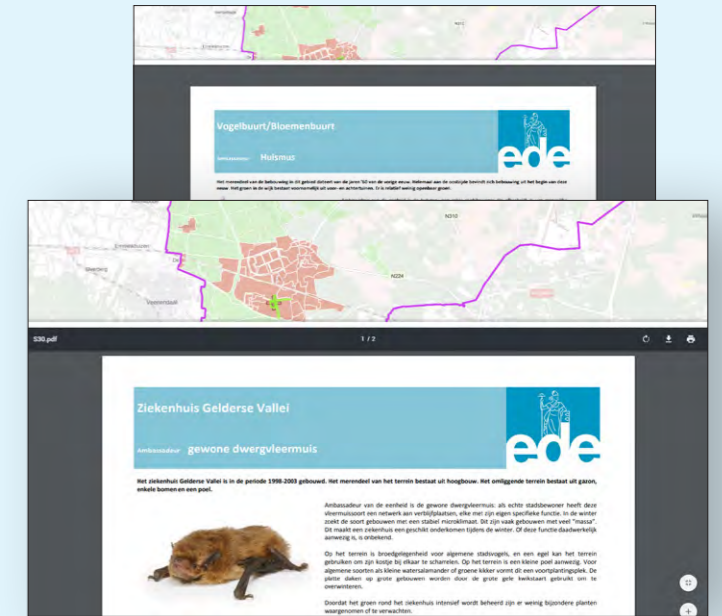 N310
Vogelbuurt/Bloemenbuurt
Ambassadeur Huismus
ede
Het merendeel van de bebouwing in dit gebied dateert van de jaren '50 van de vorige eeuw. Helemaal aan de oostzijde bevindt zich bebouwing uit het begin van deze
eeuw. Het groen in de wijk bestaat voornamelijk uit voor- en achtertuinen. Er is relatief weinig openbaar groen.
N310
N224
Veenendaal
S30.pdf
1 / 2
Ziekenhuis Gelderse Vallei
Ambassadeur gewone dwergvleermuis
ede
Het ziekenhuis Gelderse Vallei is in de periode 1998-2003 gebouwd. Het merendeel van het terrein bestaat uit hoogbouw. Het omliggende terrein bestaat uit gazon,
enkele bomen en een poel.
Ambassadeur van de eenheid is de gewone dwergvleermuis: als echte stadsbewoner heeft deze
vleermuissoort een netwerk aan verblijfplaatsen, elke met zijn eigen specifieke functie. In de winter
zoekt de soort gebouwen met een stabiel microklimaat. Dit zijn vaak gebouwen met veel "massa".
Dit maakt een ziekenhuis een geschikt onderkomen tijdens de winter. Of deze functie daadwerkelijk
aanwezig is, is onbekend.
Op het terrein is broedgelegenheid voor algemene stadsvogels, en een egel kan het terrein
gebruiken om zijn kostje bij elkaar te scharrelen. Op het terrein is een kleine poel aanwezig. Voor
algemene soorten als kleine watersalamander of groene kikker vormt dit een voortplantingsplek. De
platte daken op grote gebouwen worden door de grote gele kwikstaart gebruikt om te
overwinteren.
Doordat het groen rond het ziekenhuis intensief wordt beheerd zijn er weinig bijzondere planten
waargenomen of te verwachten.